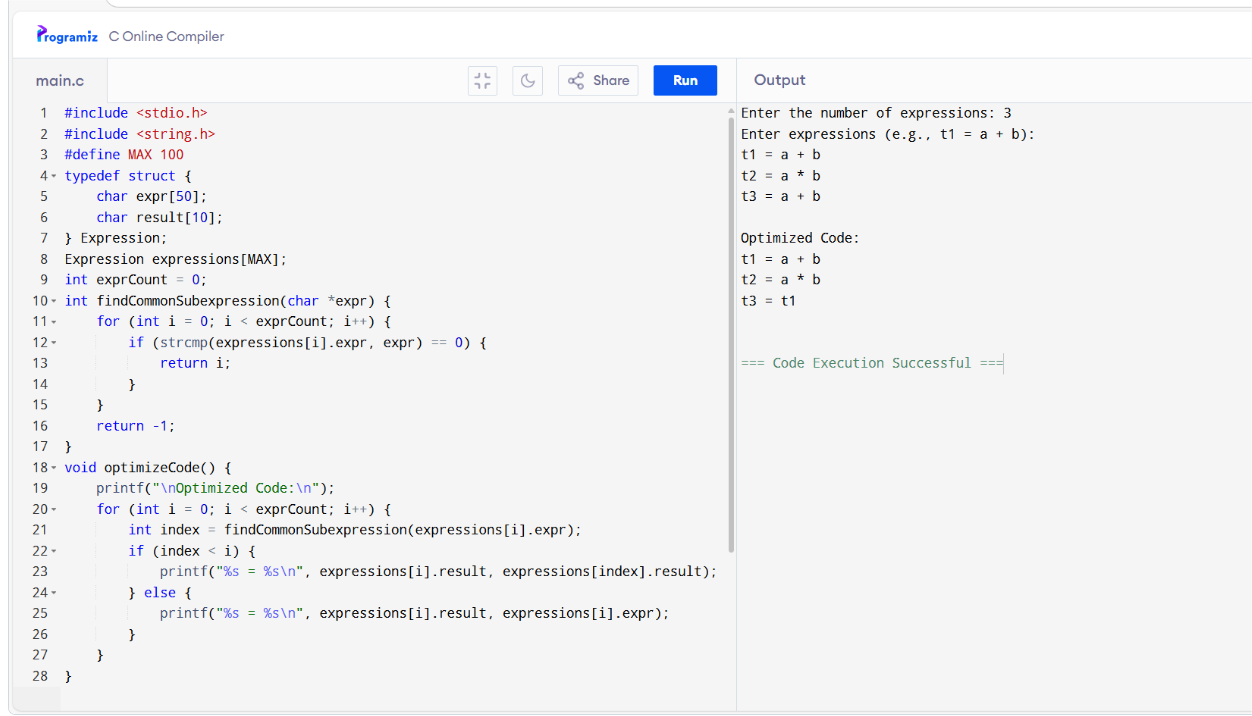 Programiz C Online Compiler
main.c
Share
Run
Output
1 #include <stdio.h>
2 #include <string.h>
3 #define MAX 100
4 typedef struct {
5     char expr[50];
6     char result[10];
7 } Expression;
8 Expression expressions[MAX];
9 int exprCount = 0;
10 int findCommonSubexpression(char *expr) {
11     for (int i = 0; i < exprCount; i++) {
12         if (strcmp(expressions[i].expr, expr) == 0) {
13             return i;
14         }
15     }
16     return -1;
17 }
18 void optimizeCode() {
19     printf("\nOptimized Code:\n");
20     for (int i = 0; i < exprCount; i++) {
21         int index = findCommonSubexpression(expressions[i].expr);
22         if (index < i) {
23             printf("%s = %s\n", expressions[i].result, expressions[index].result);
24         } else {
25             printf("%s = %s\n", expressions[i].result, expressions[i].expr);
26         }
27     }
28 }
Enter the number of expressions: 3
Enter expressions (e.g., t1 = a + b):
t1 = a + b
t2 = a * b
t3 = a + b
Optimized Code:
t1 = a + b
t2 = a * b
t3 = t1
=== Code Execution Successful ===